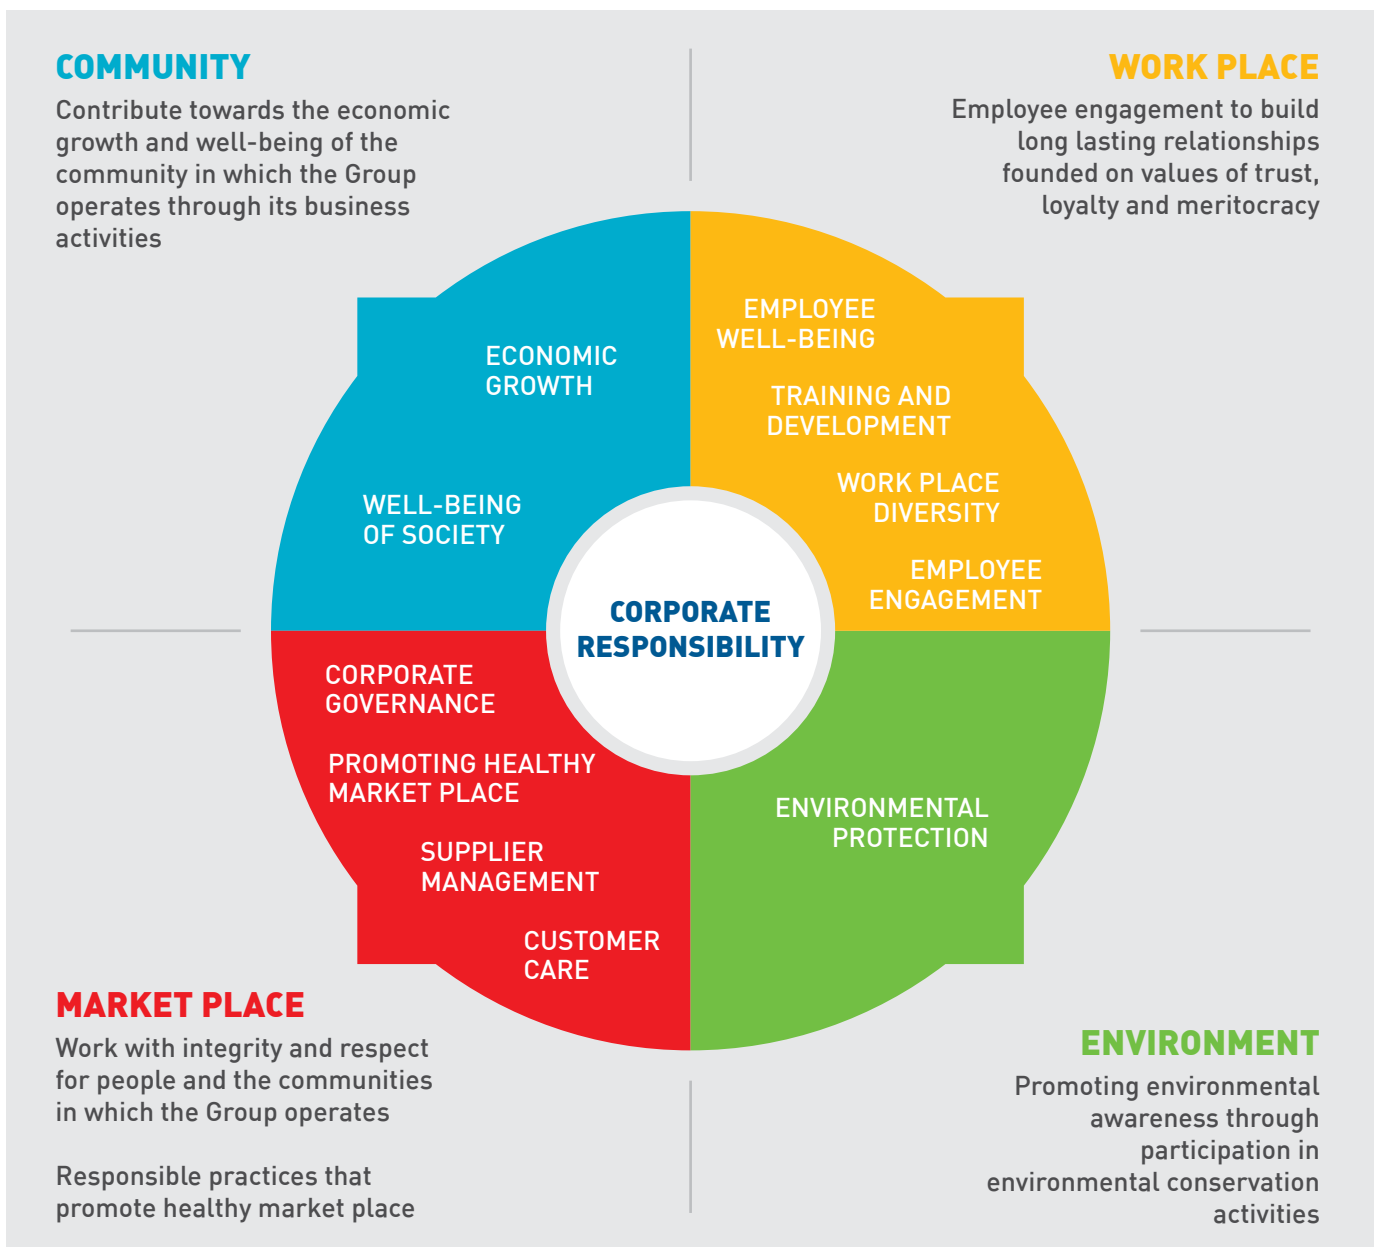 COMMUNITY
Contribute towards the economic
growth and well-being of the
community in which the Group
operates through its business
activities
WORK PLACE
Employee engagement to build
long lasting relationships
founded on values of trust,
loyalty and meritocracy
ECONOMIC
GROWTH
WELL-BEING
OF SOCIETY
EMPLOYEE
WELL-BEING
TRAINING AND
DEVELOPMENT
WORK PLACE
DIVERSITY
EMPLOYEE
ENGAGEMENT
CORPORATE
RESPONSIBILITY
CORPORATE
GOVERNANCE
PROMOTING HEALTHY
MARKET PLACE
SUPPLIER
MANAGEMENT
CUSTOMER
CARE
ENVIRONMENTAL
PROTECTION
MARKET PLACE
Work with integrity and respect
for people and the communities
in which the Group operates
Responsible practices that
promote healthy market place
ENVIRONMENT
Promoting environmental
awareness through
participation in
environmental conservation
activities